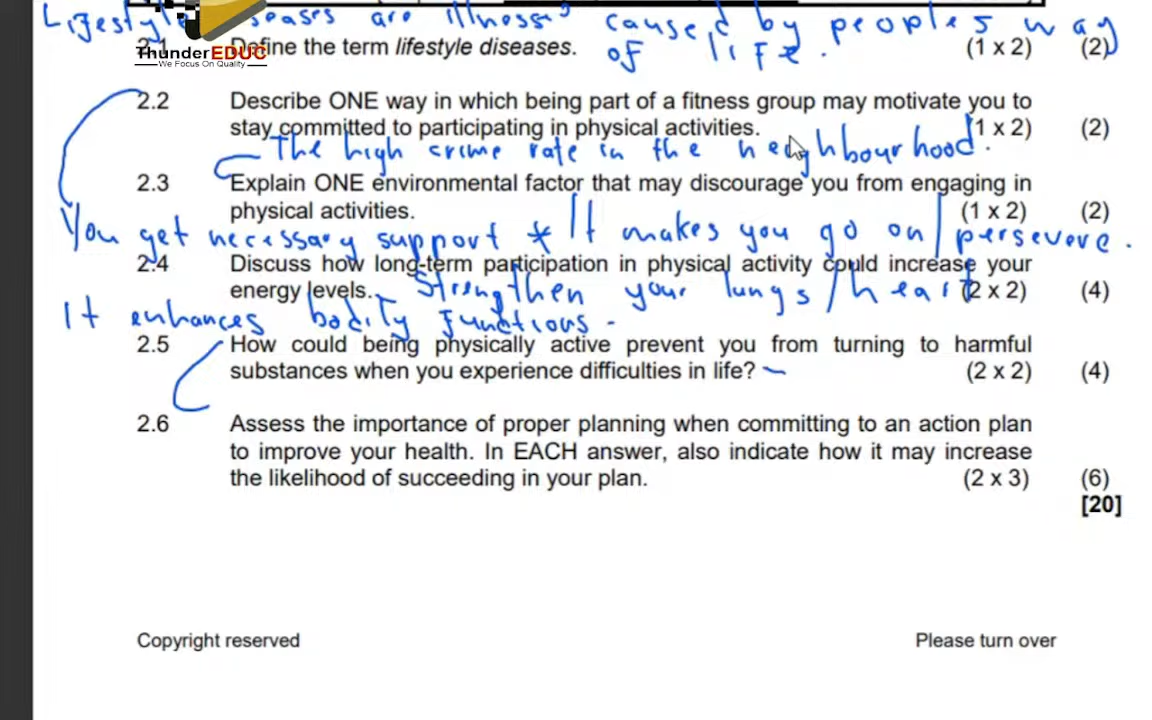 Lifestyle diseases are illness caused by peoples way
2.1 Define the term lifestyle diseases. of life. (1 x 2) (2)
ThunderEDUC
We Focus On Quality
2.2 Describe ONE way in which being part of a fitness group may motivate you to
stay committed to participating in physical activities. (1 x 2) (2)
The high crime rate in the neighbourhood.
2.3 Explain ONE environmental factor that may discourage you from engaging in
physical activities. (1 x 2) (2)
You get necessary support * It makes you go on/persevere.
2.4 Discuss how long-term participation in physical activity could increase your
energy levels. - Strengthen your lungs/heart (2 x 2) (4)
It enhances bodily functions.
2.5 How could being physically active prevent you from turning to harmful
substances when you experience difficulties in life? (2 x 2) (4)
2.6 Assess the importance of proper planning when committing to an action plan
to improve your health. In EACH answer, also indicate how it may increase
the likelihood of succeeding in your plan. (2 x 3) (6)
[20]
Copyright reserved Please turn over